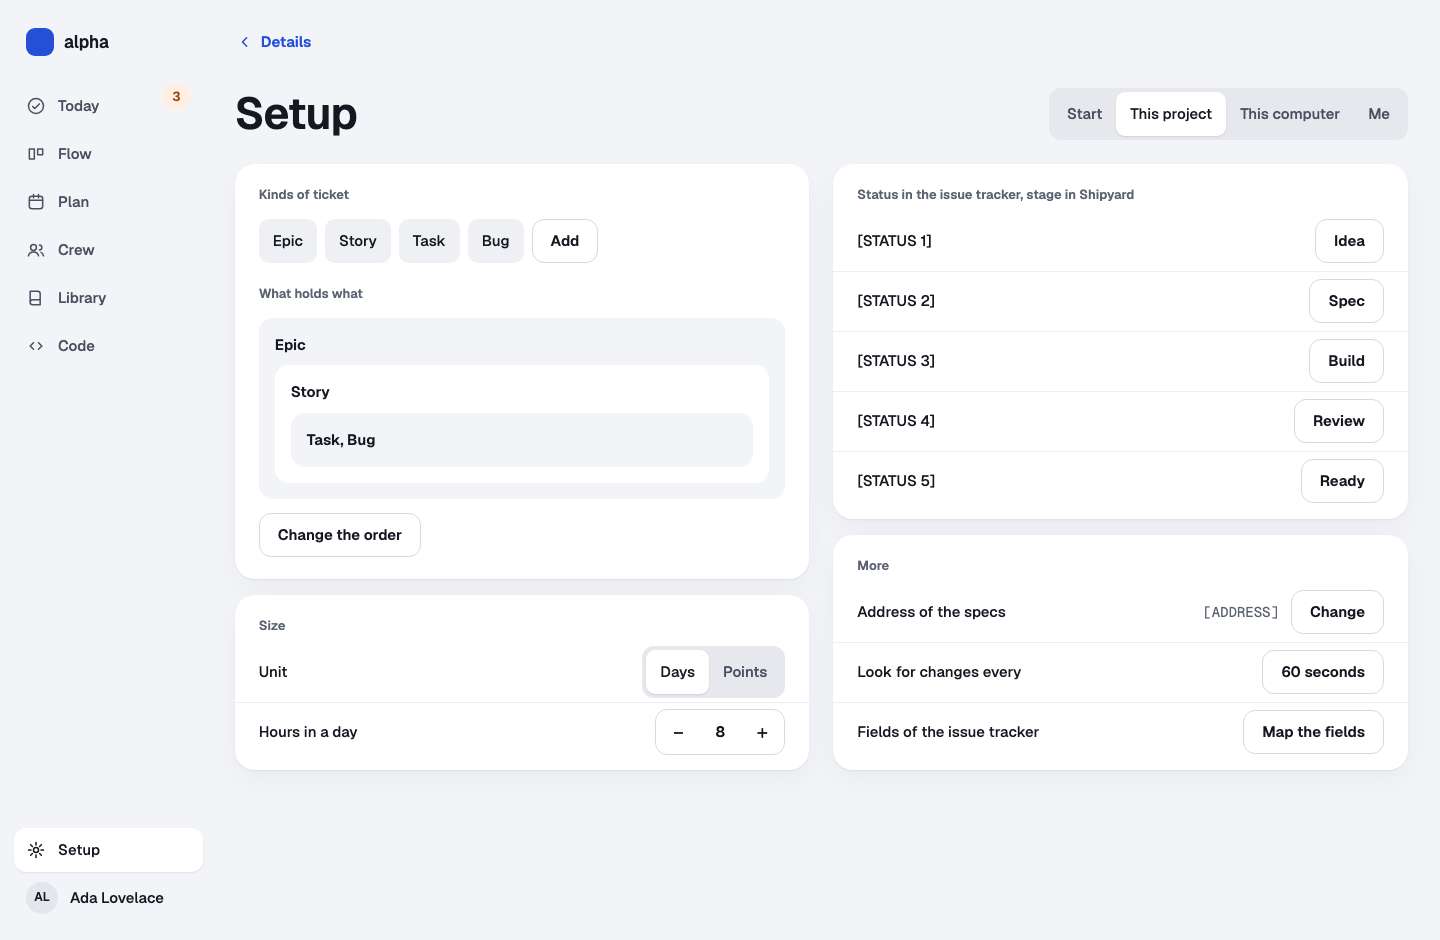 alpha
Today
3
Flow
Plan
Crew
Library
Code
Setup
AL
Ada Lovelace
Details
Setup
Start
This project
This computer
Me
Kinds of ticket
Epic
Story
Task
Bug
Add
What holds what
Epic
Story
Task, Bug
Change the order
Size
Unit
Days
Points
Hours in a day
−
8
+
Status in the issue tracker, stage in Shipyard
[STATUS 1]
Idea
[STATUS 2]
Spec
[STATUS 3]
Build
[STATUS 4]
Review
[STATUS 5]
Ready
More
Address of the specs
[ADDRESS]
Change
Look for changes every
60 seconds
Fields of the issue tracker
Map the fields